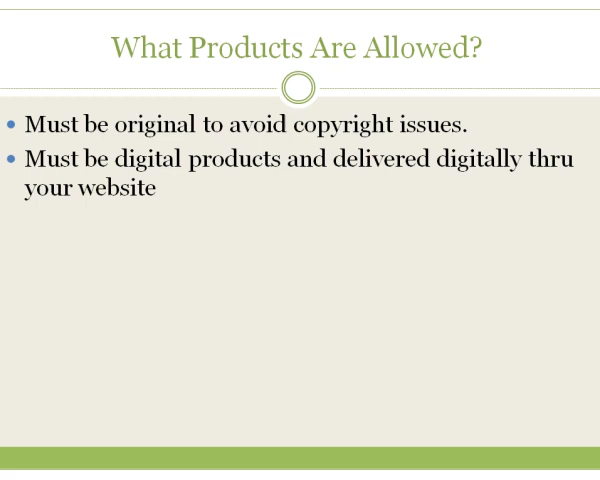 What Products Are Allowed?
• Must be original to avoid copyright issues.
• Must be digital products and delivered digitally thru
your website